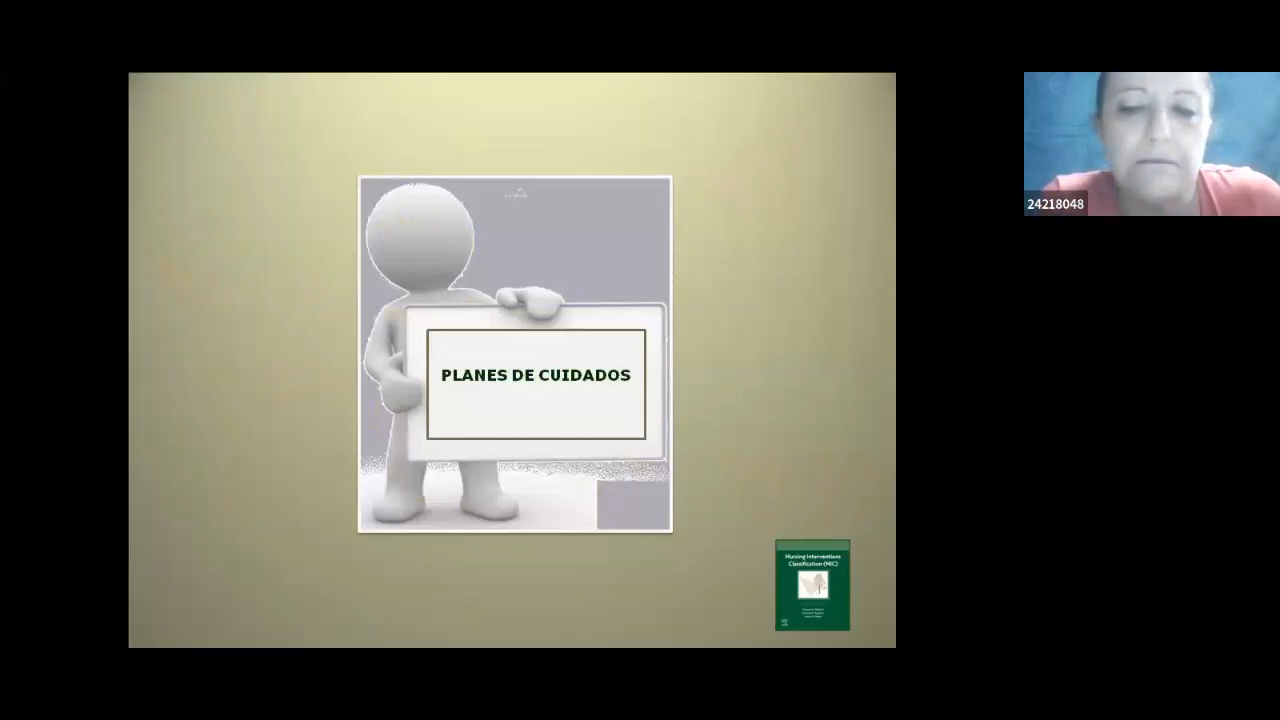 PLANES DE CUIDADOS
24218048
Nursing Interventions
Classification (NIC)